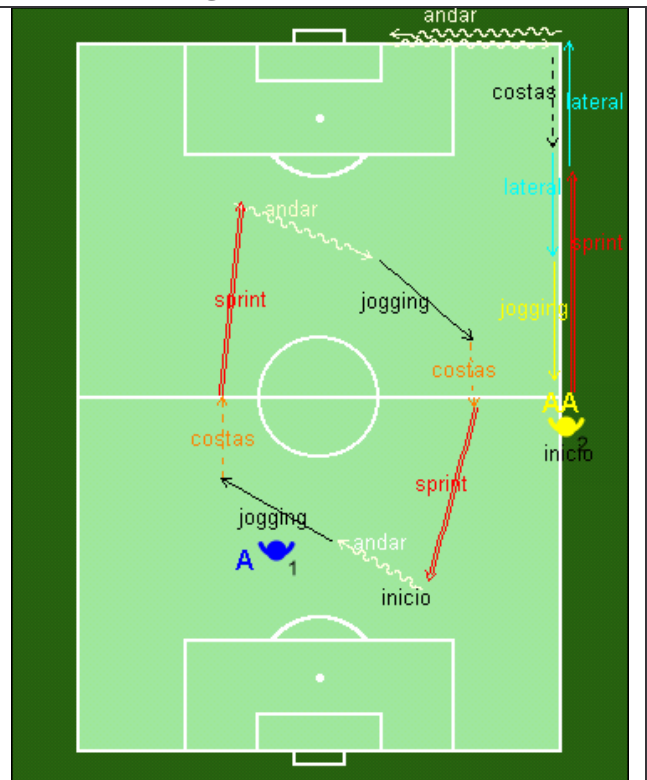 andar
costas
lateral
lateral
andar
sprint
sprint
jogging
jogging
costas
AA
costas
2
inicio
sprint
jogging
andar
A
1
inicio